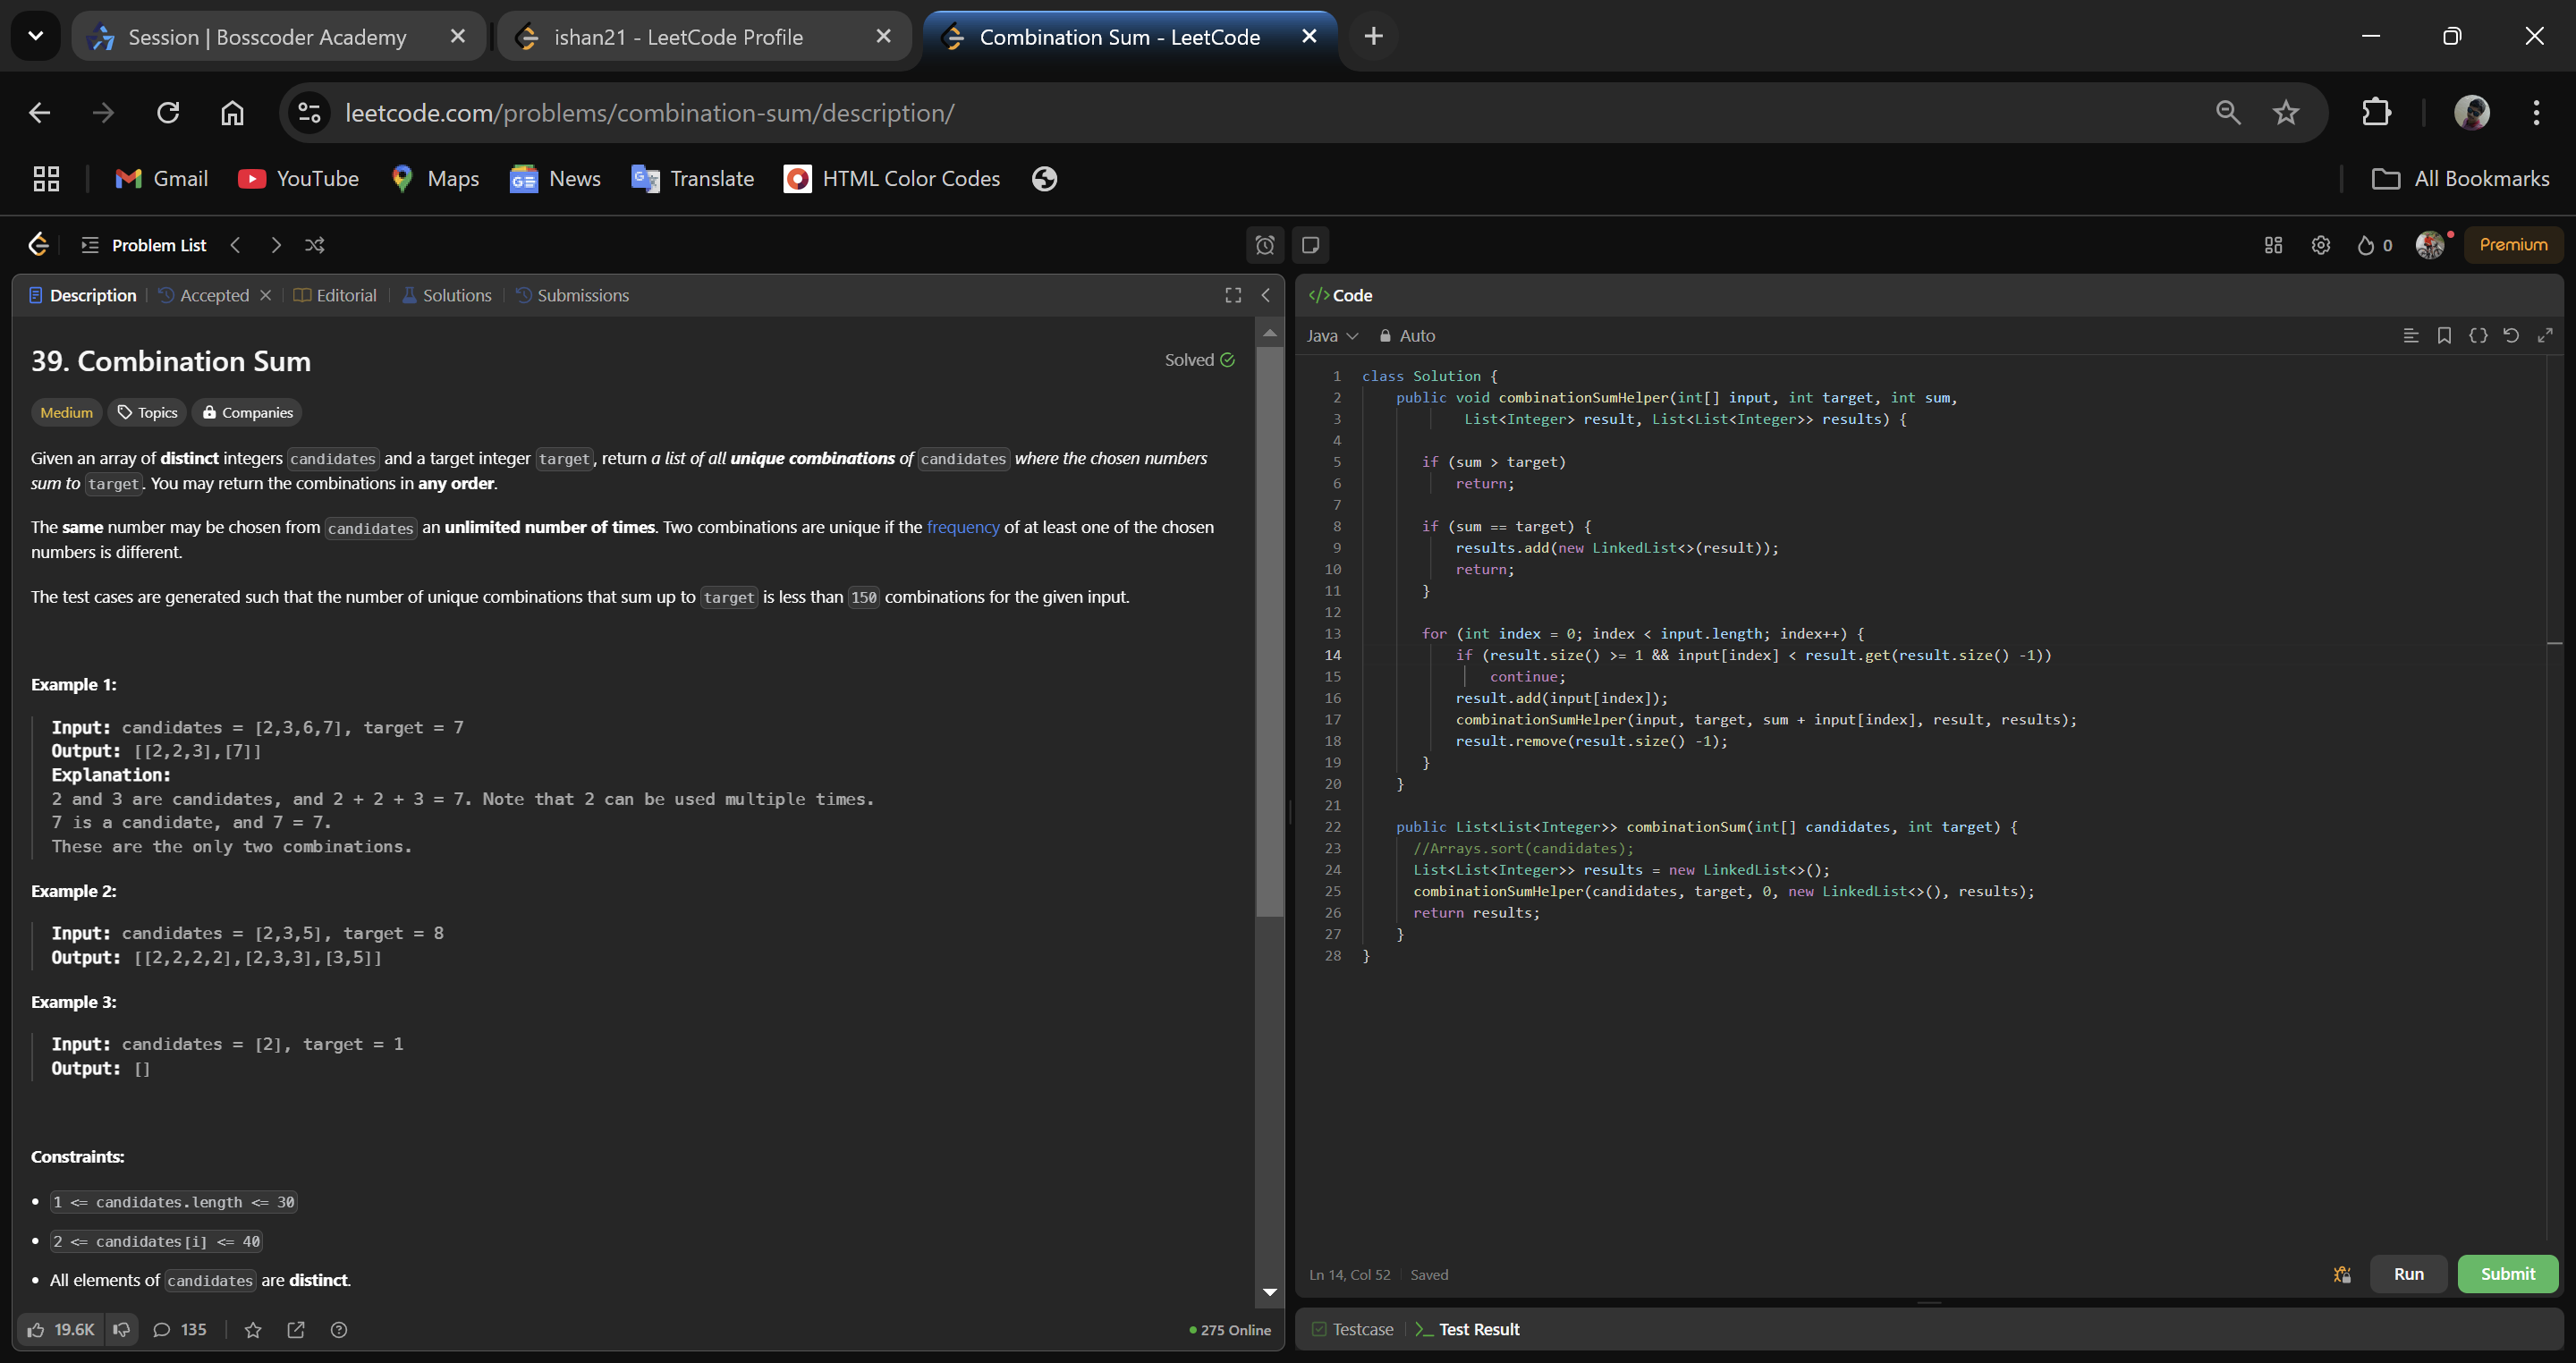 Session | Bosscoder Academy
ishan21 - LeetCode Profile
Combination Sum - LeetCode
leetcode.com/problems/combination-sum/description/
Gmail
YouTube
Maps
News
Translate
HTML Color Codes
All Bookmarks
Problem List
0
Premium
Description
Accepted
Editorial
Solutions
Submissions
39. Combination Sum
Solved
Medium
Topics
Companies
Given an array of distinct integers candidates and a target integer target, return a list of all unique combinations of candidates where the chosen numbers
sum to target. You may return the combinations in any order.
The same number may be chosen from candidates an unlimited number of times. Two combinations are unique if the frequency of at least one of the chosen
numbers is different.
The test cases are generated such that the number of unique combinations that sum up to target is less than 150 combinations for the given input.
Example 1:
Input: candidates = [2,3,6,7], target = 7
Output: [[2,2,3],[7]]
Explanation:
2 and 3 are candidates, and 2 + 2 + 3 = 7. Note that 2 can be used multiple times.
7 is a candidate, and 7 = 7.
These are the only two combinations.
Example 2:
Input: candidates = [2,3,5], target = 8
Output: [[2,2,2,2],[2,3,3],[3,5]]
Example 3:
Input: candidates = [2], target = 1
Output: []
Constraints:
• 1 <= candidates.length <= 30
• 2 <= candidates[i] <= 40
• All elements of candidates are distinct.
19.6K
135
275 Online
</> Code
Java
Auto
1 class Solution {
2 public void combinationSumHelper(int[] input, int target, int sum,
3 List<Integer> result, List<List<Integer>> results) {
4
5 if (sum > target)
6 return;
7
8 if (sum == target) {
9 results.add(new LinkedList<>(result));
10 return;
11 }
12
13 for (int index = 0; index < input.length; index++) {
14 if (result.size() >= 1 && input[index] < result.get(result.size() -1))
15 continue;
16 result.add(input[index]);
17 combinationSumHelper(input, target, sum + input[index], result, results);
18 result.remove(result.size() -1);
19 }
20 }
21
22 public List<List<Integer>> combinationSum(int[] candidates, int target) {
23 //Arrays.sort(candidates);
24 List<List<Integer>> results = new LinkedList<>();
25 combinationSumHelper(candidates, target, 0, new LinkedList<>(), results);
26 return results;
27 }
28 }
Ln 14, Col 52
Saved
Run
Submit
Testcase
Test Result